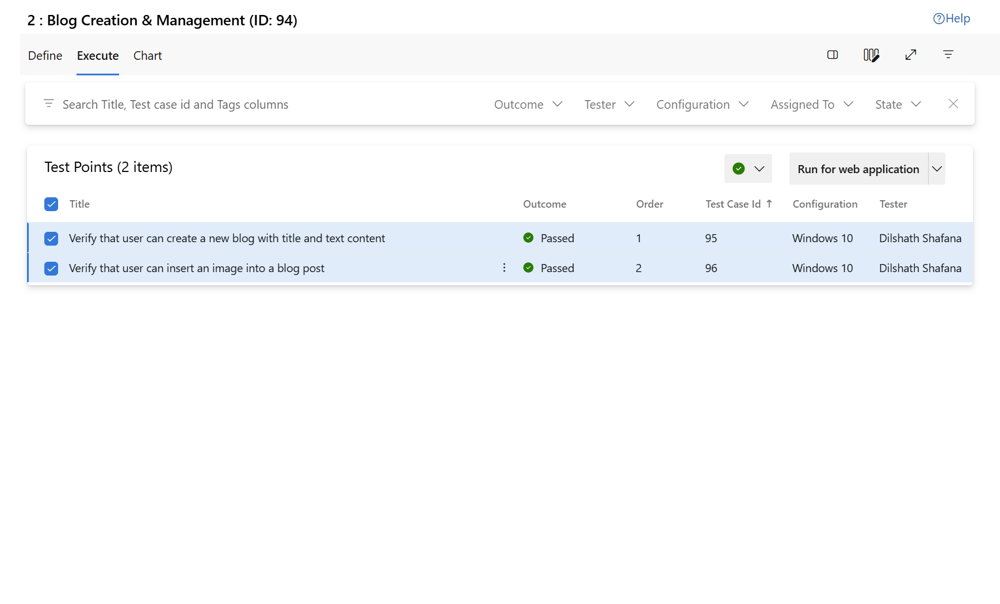 2 : Blog Creation & Management (ID: 94)
Help
Define Execute Chart
Search Title, Test case id and Tags columns Outcome Tester Configuration Assigned To State
Test Points (2 items)
Run for web application
Title Outcome Order Test Case Id ↑ Configuration Tester
Verify that user can create a new blog with title and text content Passed 1 95 Windows 10 Dilshath Shafana
Verify that user can insert an image into a blog post Passed 2 96 Windows 10 Dilshath Shafana